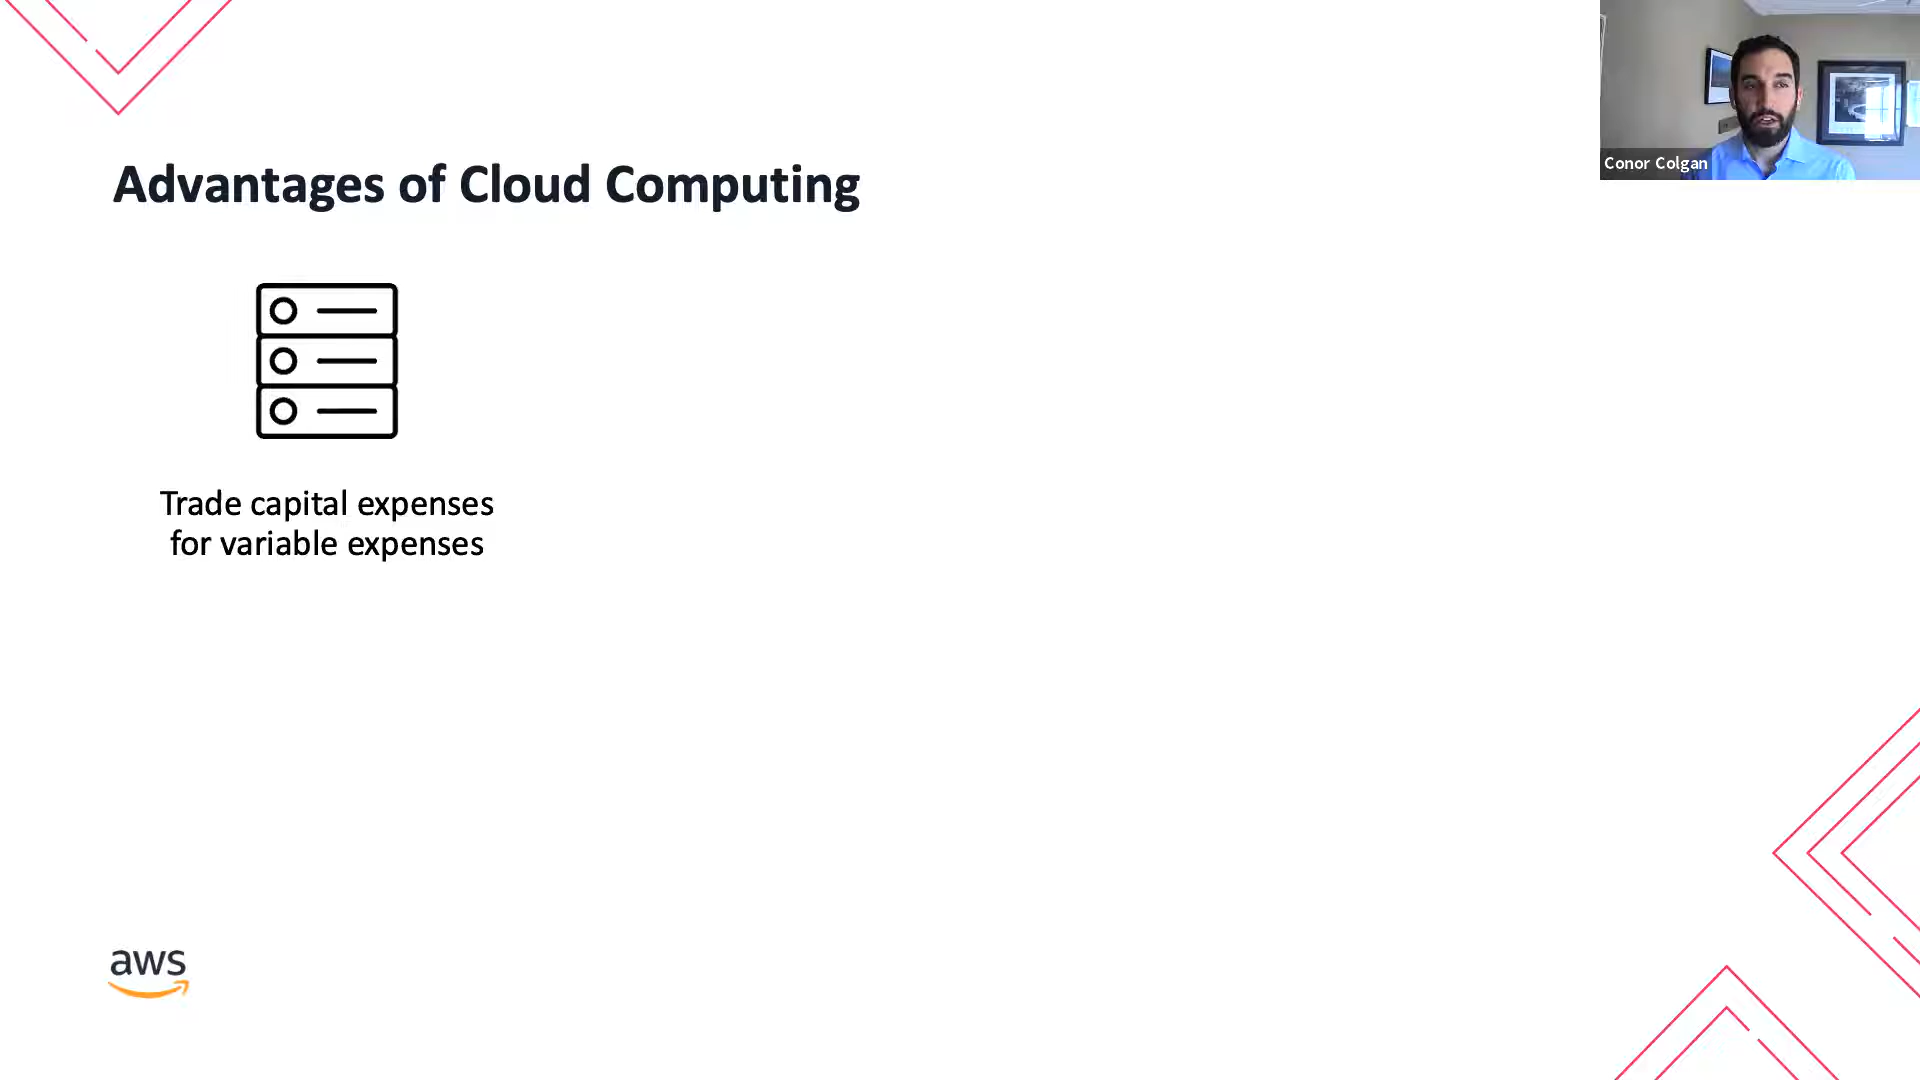 Conor Colgan
Advantages of Cloud Computing
Trade capital expenses
for variable expenses
aws